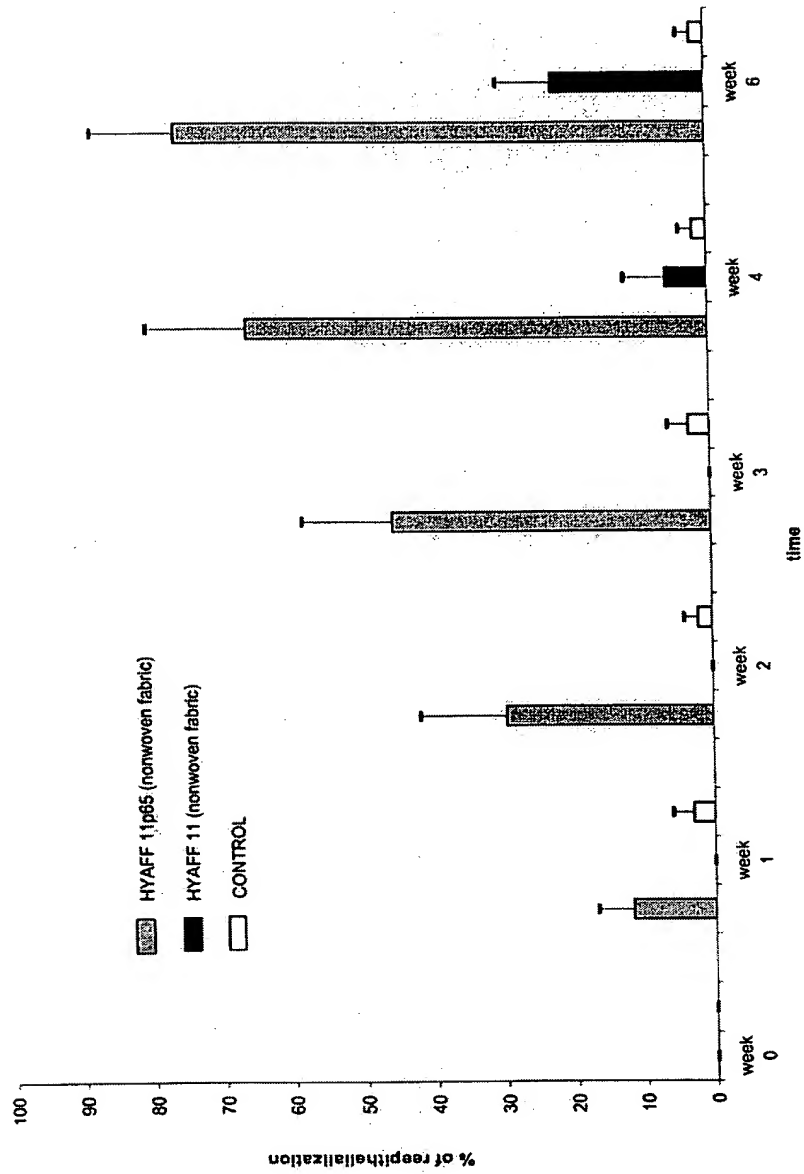 % of reepithelialization
100
90
80
70
60
50
40
30
20
10
0
HYAFF 11p65 (nonwoven fabric)
HYAFF 11 (nonwoven fabric)
CONTROL
week week week week week week
0 1 2 3 4 6
time